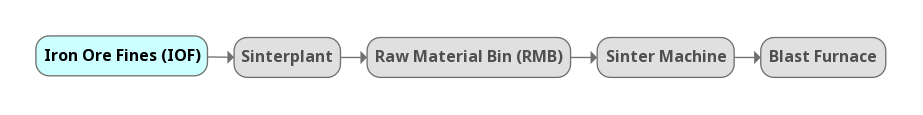 Iron Ore Fines (IOF)
Sinterplant
Raw Material Bin (RMB)
Sinter Machine
Blast Furnace